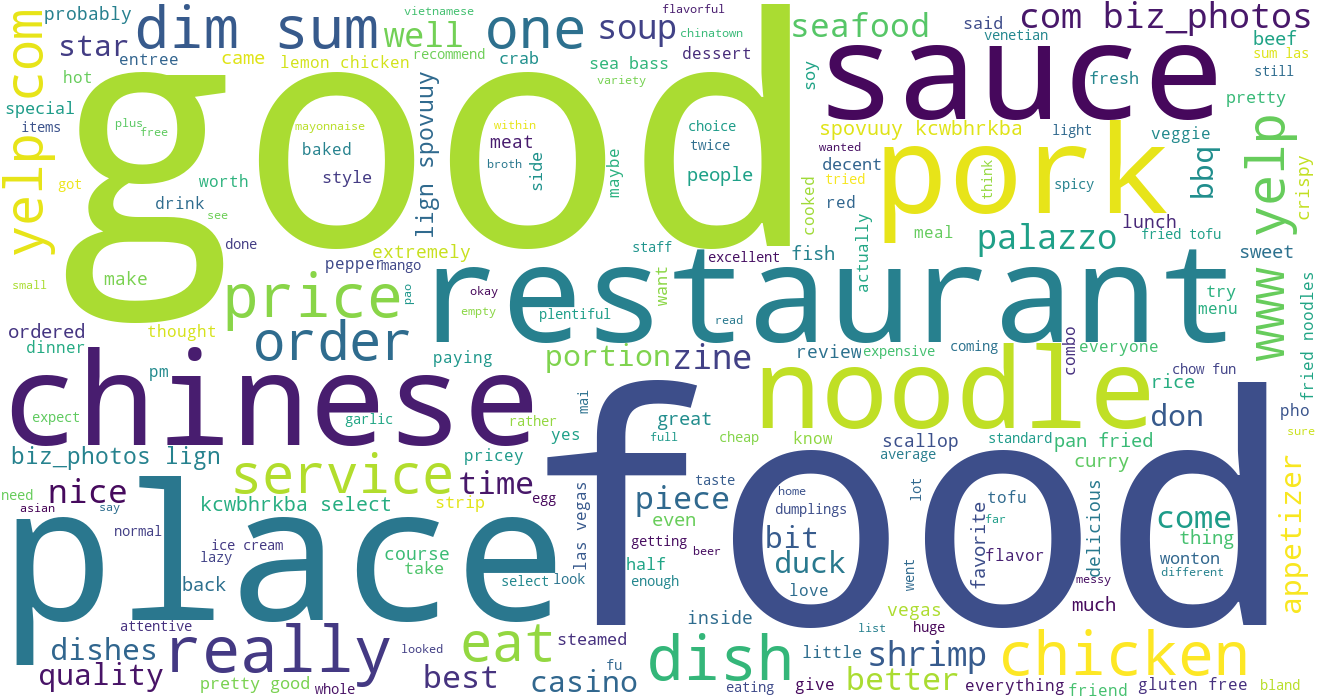 good
food
place
restaurant
chinese
sauce
pork
noodle
chicken
dish
really
service
price
order
eat
dim sum
one
soup
well
seafood
com biz_photos
www yelp
yelp com
star
probably
entree
came
hot
special
items
plus
free
got
worth
drink
see
done
make
small
lemon chicken
vietnamese
recommend
flavorful
chinatown
crab
sea bass
variety
dessert
soy
said
venetian
beef
sum las
still
fresh
pretty
mayonnaise
baked
style
lign spovuuy
within
meat
broth
side
maybe
choice
twice
people
spovuuy kcwbhrkba
wanted
decent
tried
red
cooked
light
veggie
think
spicy
bbq
crispy
lunch
meal
palazzo
fried tofu
sweet
extremely
pepper
mango
pao
okay
empty
staff
want
excellent
fish
actually
plentiful
read
try
menu
fried noodles
ordered
dinner
thought
pm
paying
portion
zine
review
expensive
coming
combo
everyone
chow fun
rice
expect
garlic
rather
mai
yes
great
full
cheap
know
scallop
average
standard
pan fried
don
pho
sure
biz_photos lign
pricey
curry
need
nice
asian
say
kcwbhrkba select
strip
time
egg
las vegas
piece
taste
even
home
dumplings
lot
tofu
favorite
far
delicious
come
thing
wonton
different
appetizer
normal
ice cream
lazy
back
course
take
select
look
getting
beer
half
enough
bit
duck
love
went
flavor
messy
much
attentive
dishes
quality
pretty good
whole
looked
best
steamed
fu
casino
inside
eating
list
vegas
huge
little
shrimp
give
better
everything
friend
gluten free
bland